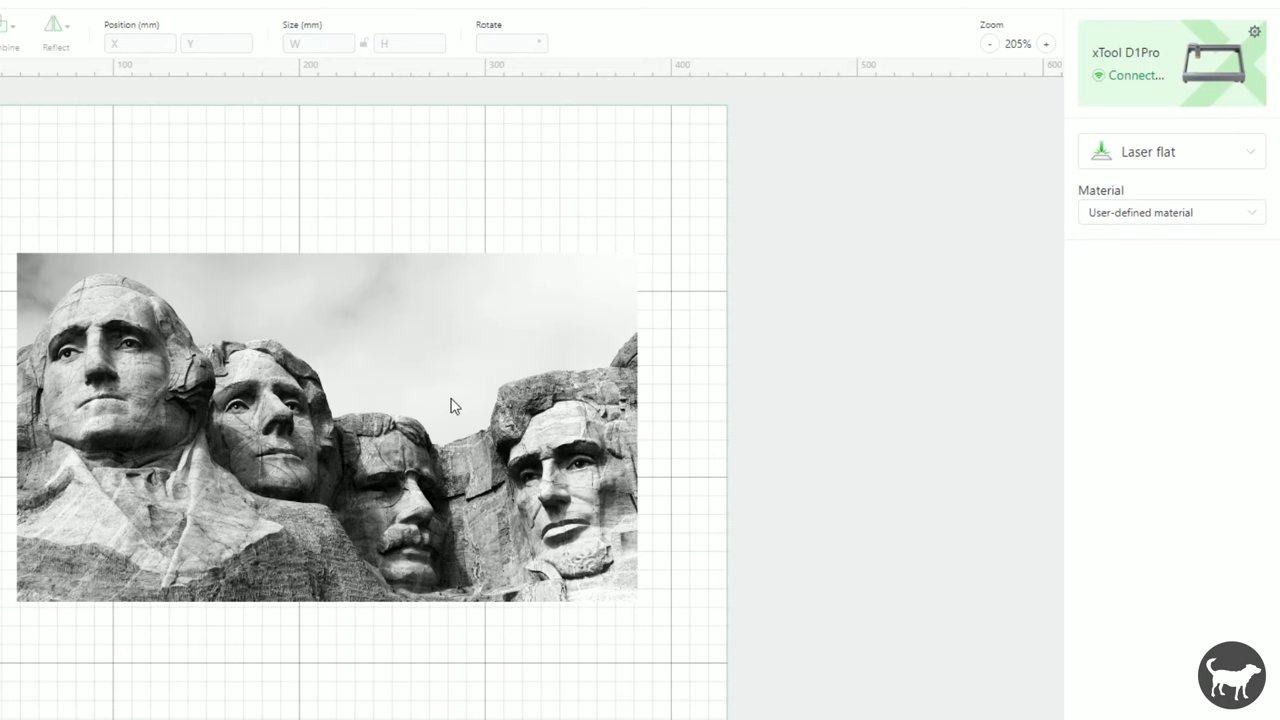 Position (mm)
Size (mm)
Rotate
Zoom
bine
Reflect
X
Y
W
H
°
- 205% +
100
200
300
400
500
600
xTool D1Pro
Connect...
Laser flat
Material
User-defined material